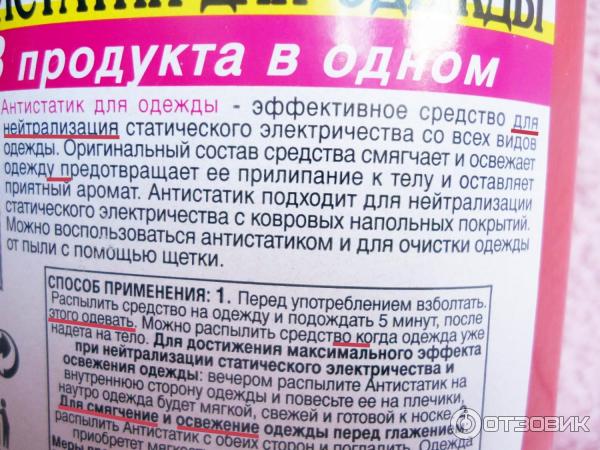 ИСТАТИК ДЛЯ ОДЕЖДЫ
3 продукта в одном
Антистатик для одежды - эффективное средство для
нейтрализация статического электричества со всех видов
одежды. Оригинальный состав средства смягчает и освежает
одежду предотвращает ее прилипание к телу и оставляет
приятный аромат. Антистатик подходит для нейтрализации
статического электричества с ковровых напольных покрытий.
Можно воспользоваться антистатиком и для очистки одежды
от пыли с помощью щетки.
СПОСОБ ПРИМЕНЕНИЯ: 1. Перед употреблением взболтать.
Распылить средство на одежду и подождать 5 минут, после
этого одевать. Можно распылить средство когда одежда уже
надета на тело. Для достижения максимального эффекта
при нейтрализации статического электричества и
освежения одежды: вечером распылите Антистатик на
внутреннюю сторону одежды и повесьте ее на плечики,
наутро одежда будет мягкой, свежей и готовой к носке. 2.
Для смягчение и освежение одежды перед глажением
распылить Антистатик с обеих сторон и погладить. Одежда
приобретет
ОТЗОВИК